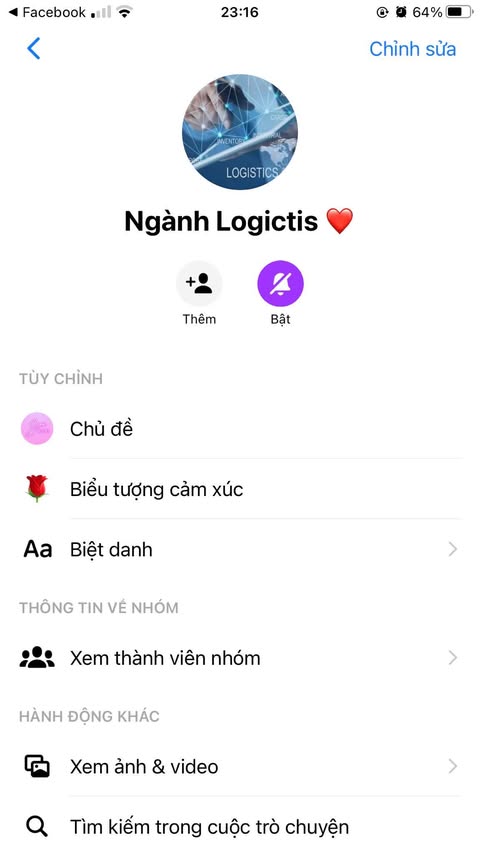 ◀ Facebook 23:16 64%
Chỉnh sửa
INVENTORY
LOGISTICS
Ngành Logictis ❤️
Thêm Bật
TÙY CHỈNH
Chủ đề
Biểu tượng cảm xúc
Aa Biệt danh
THÔNG TIN VỀ NHÓM
Xem thành viên nhóm
HÀNH ĐỘNG KHÁC
Xem ảnh & video
Tìm kiếm trong cuộc trò chuyện